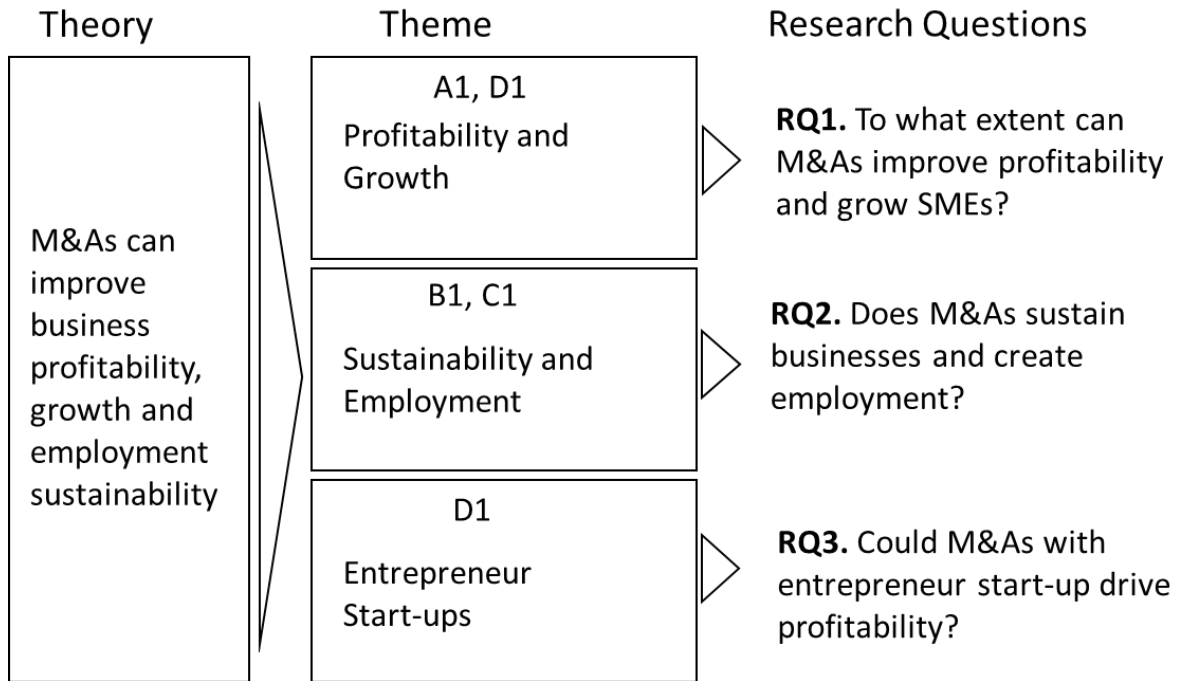 Theory
Theme
Research Questions
M&As can
improve
business
profitability,
growth and
employment
sustainability
A1, D1
Profitability and
Growth
RQ1. To what extent can
M&As improve profitability
and grow SMEs?
B1, C1
Sustainability and
Employment
RQ2. Does M&As sustain
businesses and create
employment?
D1
Entrepreneur
Start-ups
RQ3. Could M&As with
entrepreneur start-up drive
profitability?